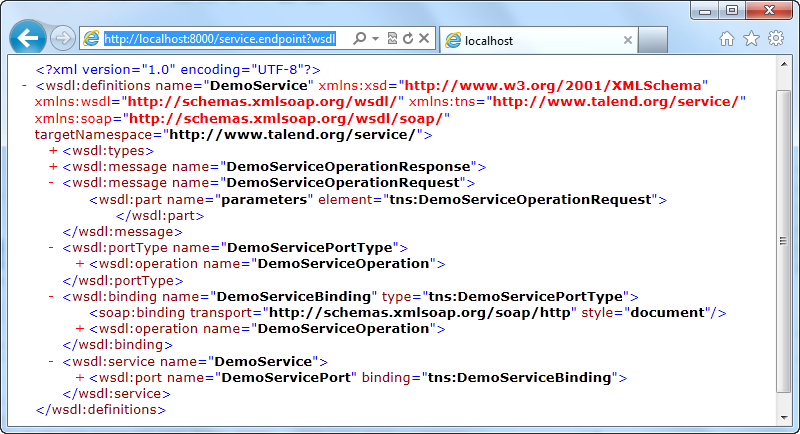 http://localhost:8000/service.endpoint?wsdl
localhost
<?xml version="1.0" encoding="UTF-8"?>
- <wsdl:definitions name="DemoService" xmlns:xsd="http://www.w3.org/2001/XMLSchema"
xmlns:wsdl="http://schemas.xmlsoap.org/wsdl/" xmlns:tns="http://www.talend.org/service/"
xmlns:soap="http://schemas.xmlsoap.org/wsdl/soap/"
targetNamespace="http://www.talend.org/service/">
+ <wsdl:types>
+ <wsdl:message name="DemoServiceOperationResponse">
- <wsdl:message name="DemoServiceOperationRequest">
<wsdl:part name="parameters" element="tns:DemoServiceOperationRequest">
</wsdl:part>
</wsdl:message>
- <wsdl:portType name="DemoServicePortType">
+ <wsdl:operation name="DemoServiceOperation">
</wsdl:portType>
- <wsdl:binding name="DemoServiceBinding" type="tns:DemoServicePortType">
<soap:binding transport="http://schemas.xmlsoap.org/soap/http" style="document"/>
+ <wsdl:operation name="DemoServiceOperation">
</wsdl:binding>
- <wsdl:service name="DemoService">
+ <wsdl:port name="DemoServicePort" binding="tns:DemoServiceBinding">
</wsdl:service>
</wsdl:definitions>